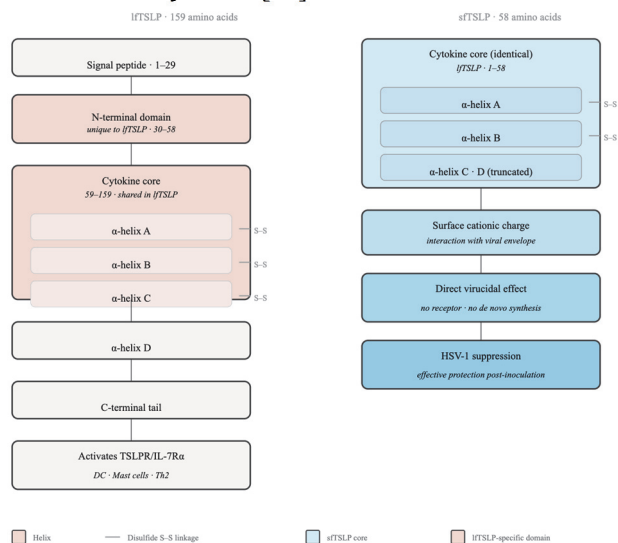 lfTSLP · 159 amino acids
Signal peptide · 1–29
N-terminal domain
unique to lfTSLP · 30–58
Cytokine core
59–159 · shared in lfTSLP
α-helix A
S–S
α-helix B
S–S
α-helix C
S–S
α-helix D
C-terminal tail
Activates TSLPR/IL-7Rα
DC · Mast cells · Th2
sfTSLP · 58 amino acids
Cytokine core (identical)
lfTSLP · 1–58
α-helix A
S–S
α-helix B
S–S
α-helix C · D (truncated)
Surface cationic charge
interaction with viral envelope
Direct virucidal effect
no receptor · no de novo synthesis
HSV-1 suppression
effective protection post-inoculation
Helix
Disulfide S–S linkage
sfTSLP core
lfTSLP-specific domain